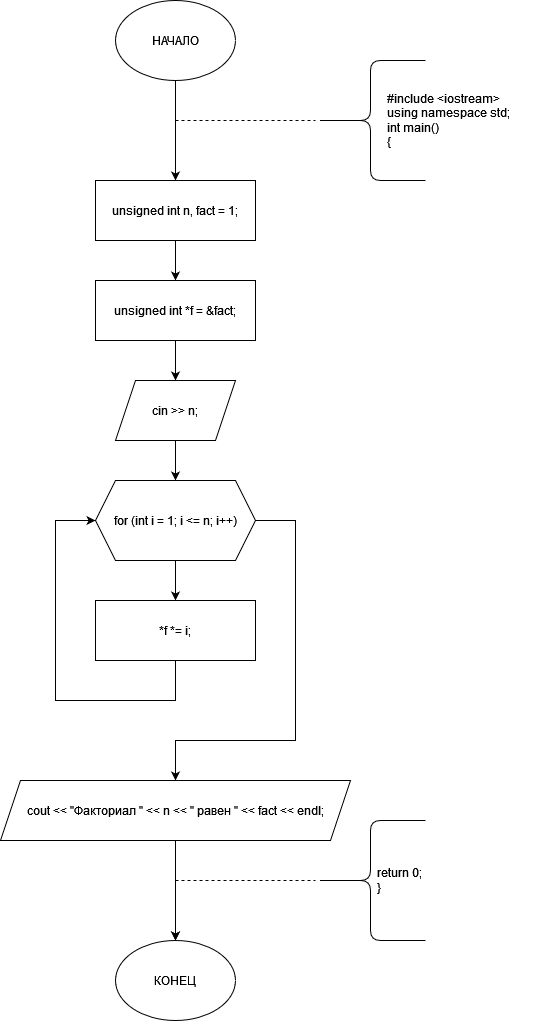 НАЧАЛО
#include <iostream>
using namespace std;
int main()
{
unsigned int n, fact = 1;
unsigned int *f = &fact;
cin >> n;
for (int i = 1; i <= n; i++)
*f *= i;
cout << "Факториал " << n << " равен " << fact << endl;
return 0;
}
КОНЕЦ